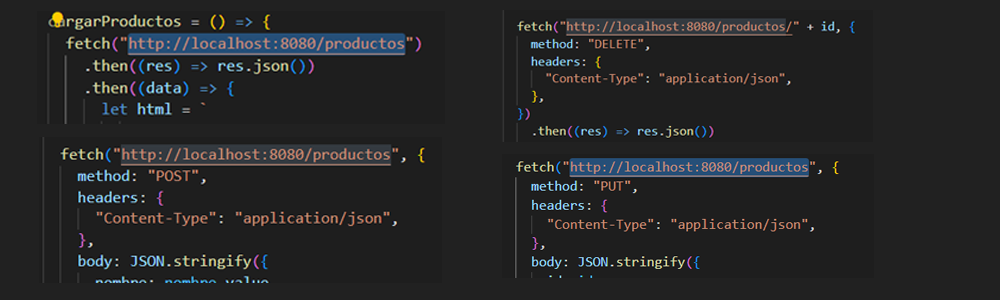 cargarProductos = () => {
fetch("http://localhost:8080/productos")
.then((res) => res.json())
.then((data) => {
let html = `
fetch("http://localhost:8080/productos", {
method: "POST",
headers: {
"Content-Type": "application/json",
},
body: JSON.stringify({
nombre: nombre.value
fetch("http://localhost:8080/productos/" + id, {
method: "DELETE",
headers: {
"Content-Type": "application/json",
},
})
.then((res) => res.json())
fetch("http://localhost:8080/productos", {
method: "PUT",
headers: {
"Content-Type": "application/json",
},
body: JSON.stringify({